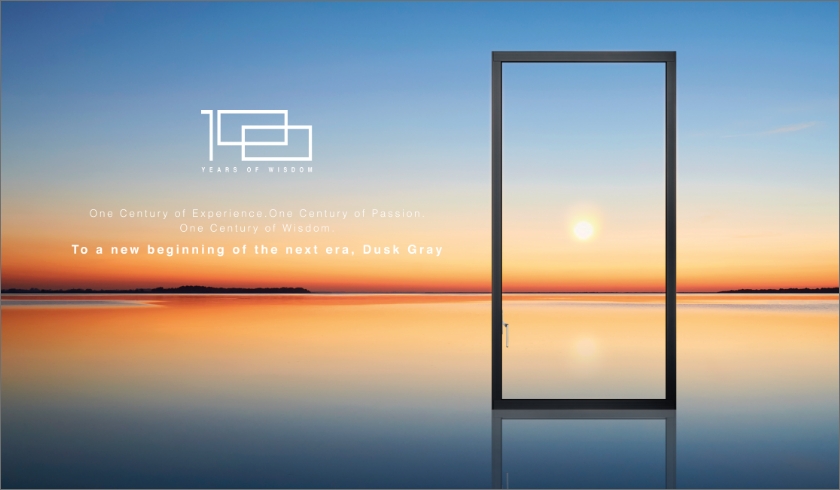 100
YEARS OF WISDOM
One Century of Experience.One Century of Passion.
One Century of Wisdom.
To a new beginning of the next era, Dusk Gray